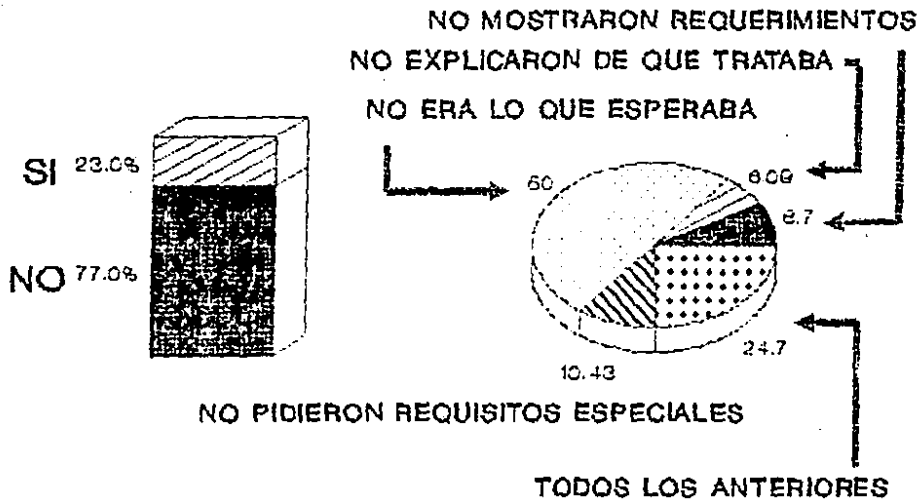 NO MOSTRARON REQUERIMIENTOS
NO EXPLICARON DE QUE TRATABA
NO ERA LO QUE ESPERABA
SI 23.0%
NO 77.0%
60
6.09
8.7
24.7
10.43
NO PIDIERON REQUISITOS ESPECIALES
TODOS LOS ANTERIORES